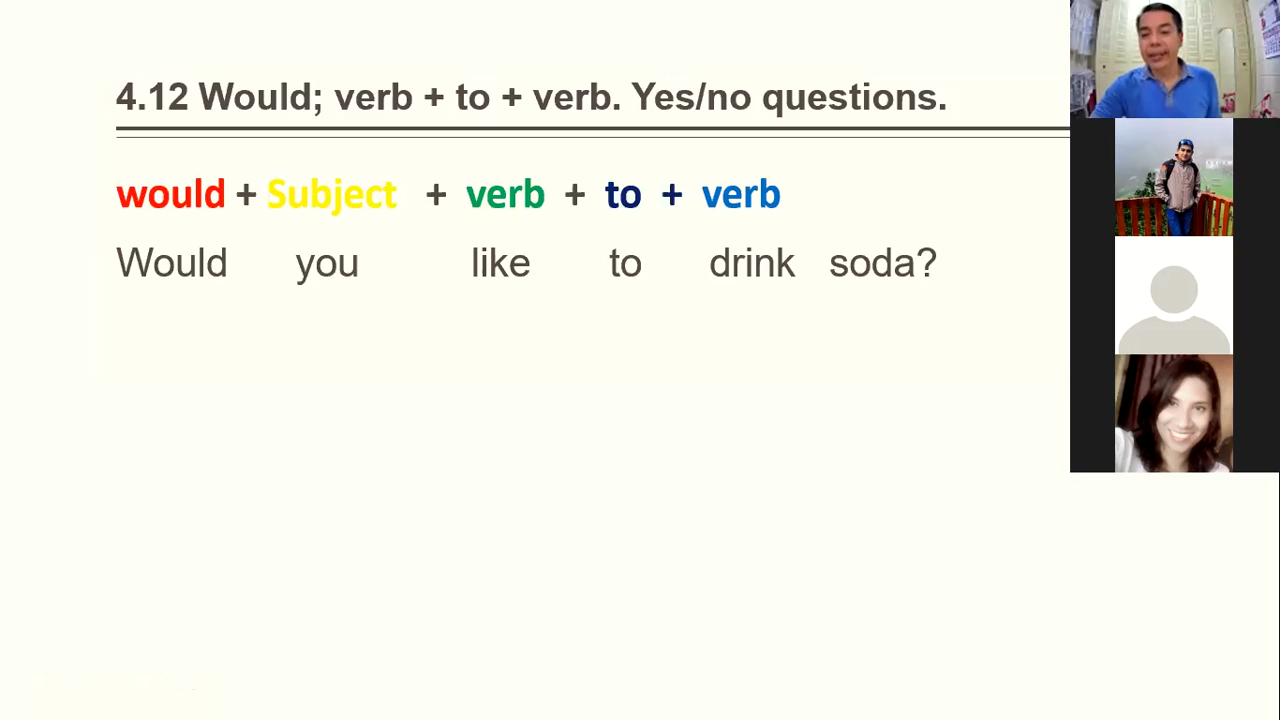 4.12 Would; verb + to + verb. Yes/no questions.
would + Subject + verb + to + verb
Would you like to drink soda?